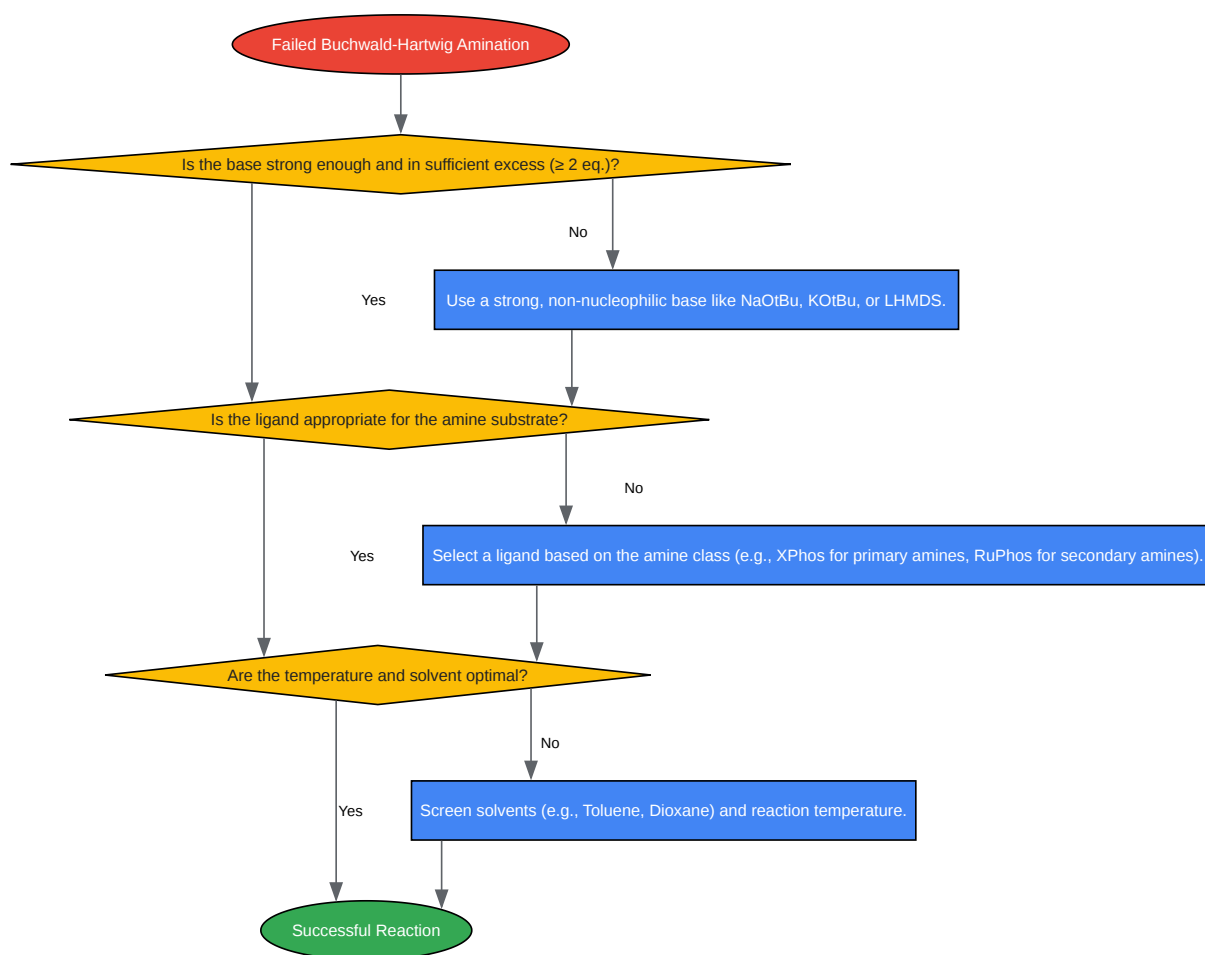 Failed Buchwald-Hartwig Amination
Is the base strong enough and in sufficient excess (≥ 2 eq.)?
No
Yes
Use a strong, non-nucleophilic base like NaOtBu, KOtBu, or LHMDS.
Is the ligand appropriate for the amine substrate?
No
Yes
Select a ligand based on the amine class (e.g., XPhos for primary amines, RuPhos for secondary amines).
Are the temperature and solvent optimal?
No
Yes
Screen solvents (e.g., Toluene, Dioxane) and reaction temperature.
Successful Reaction